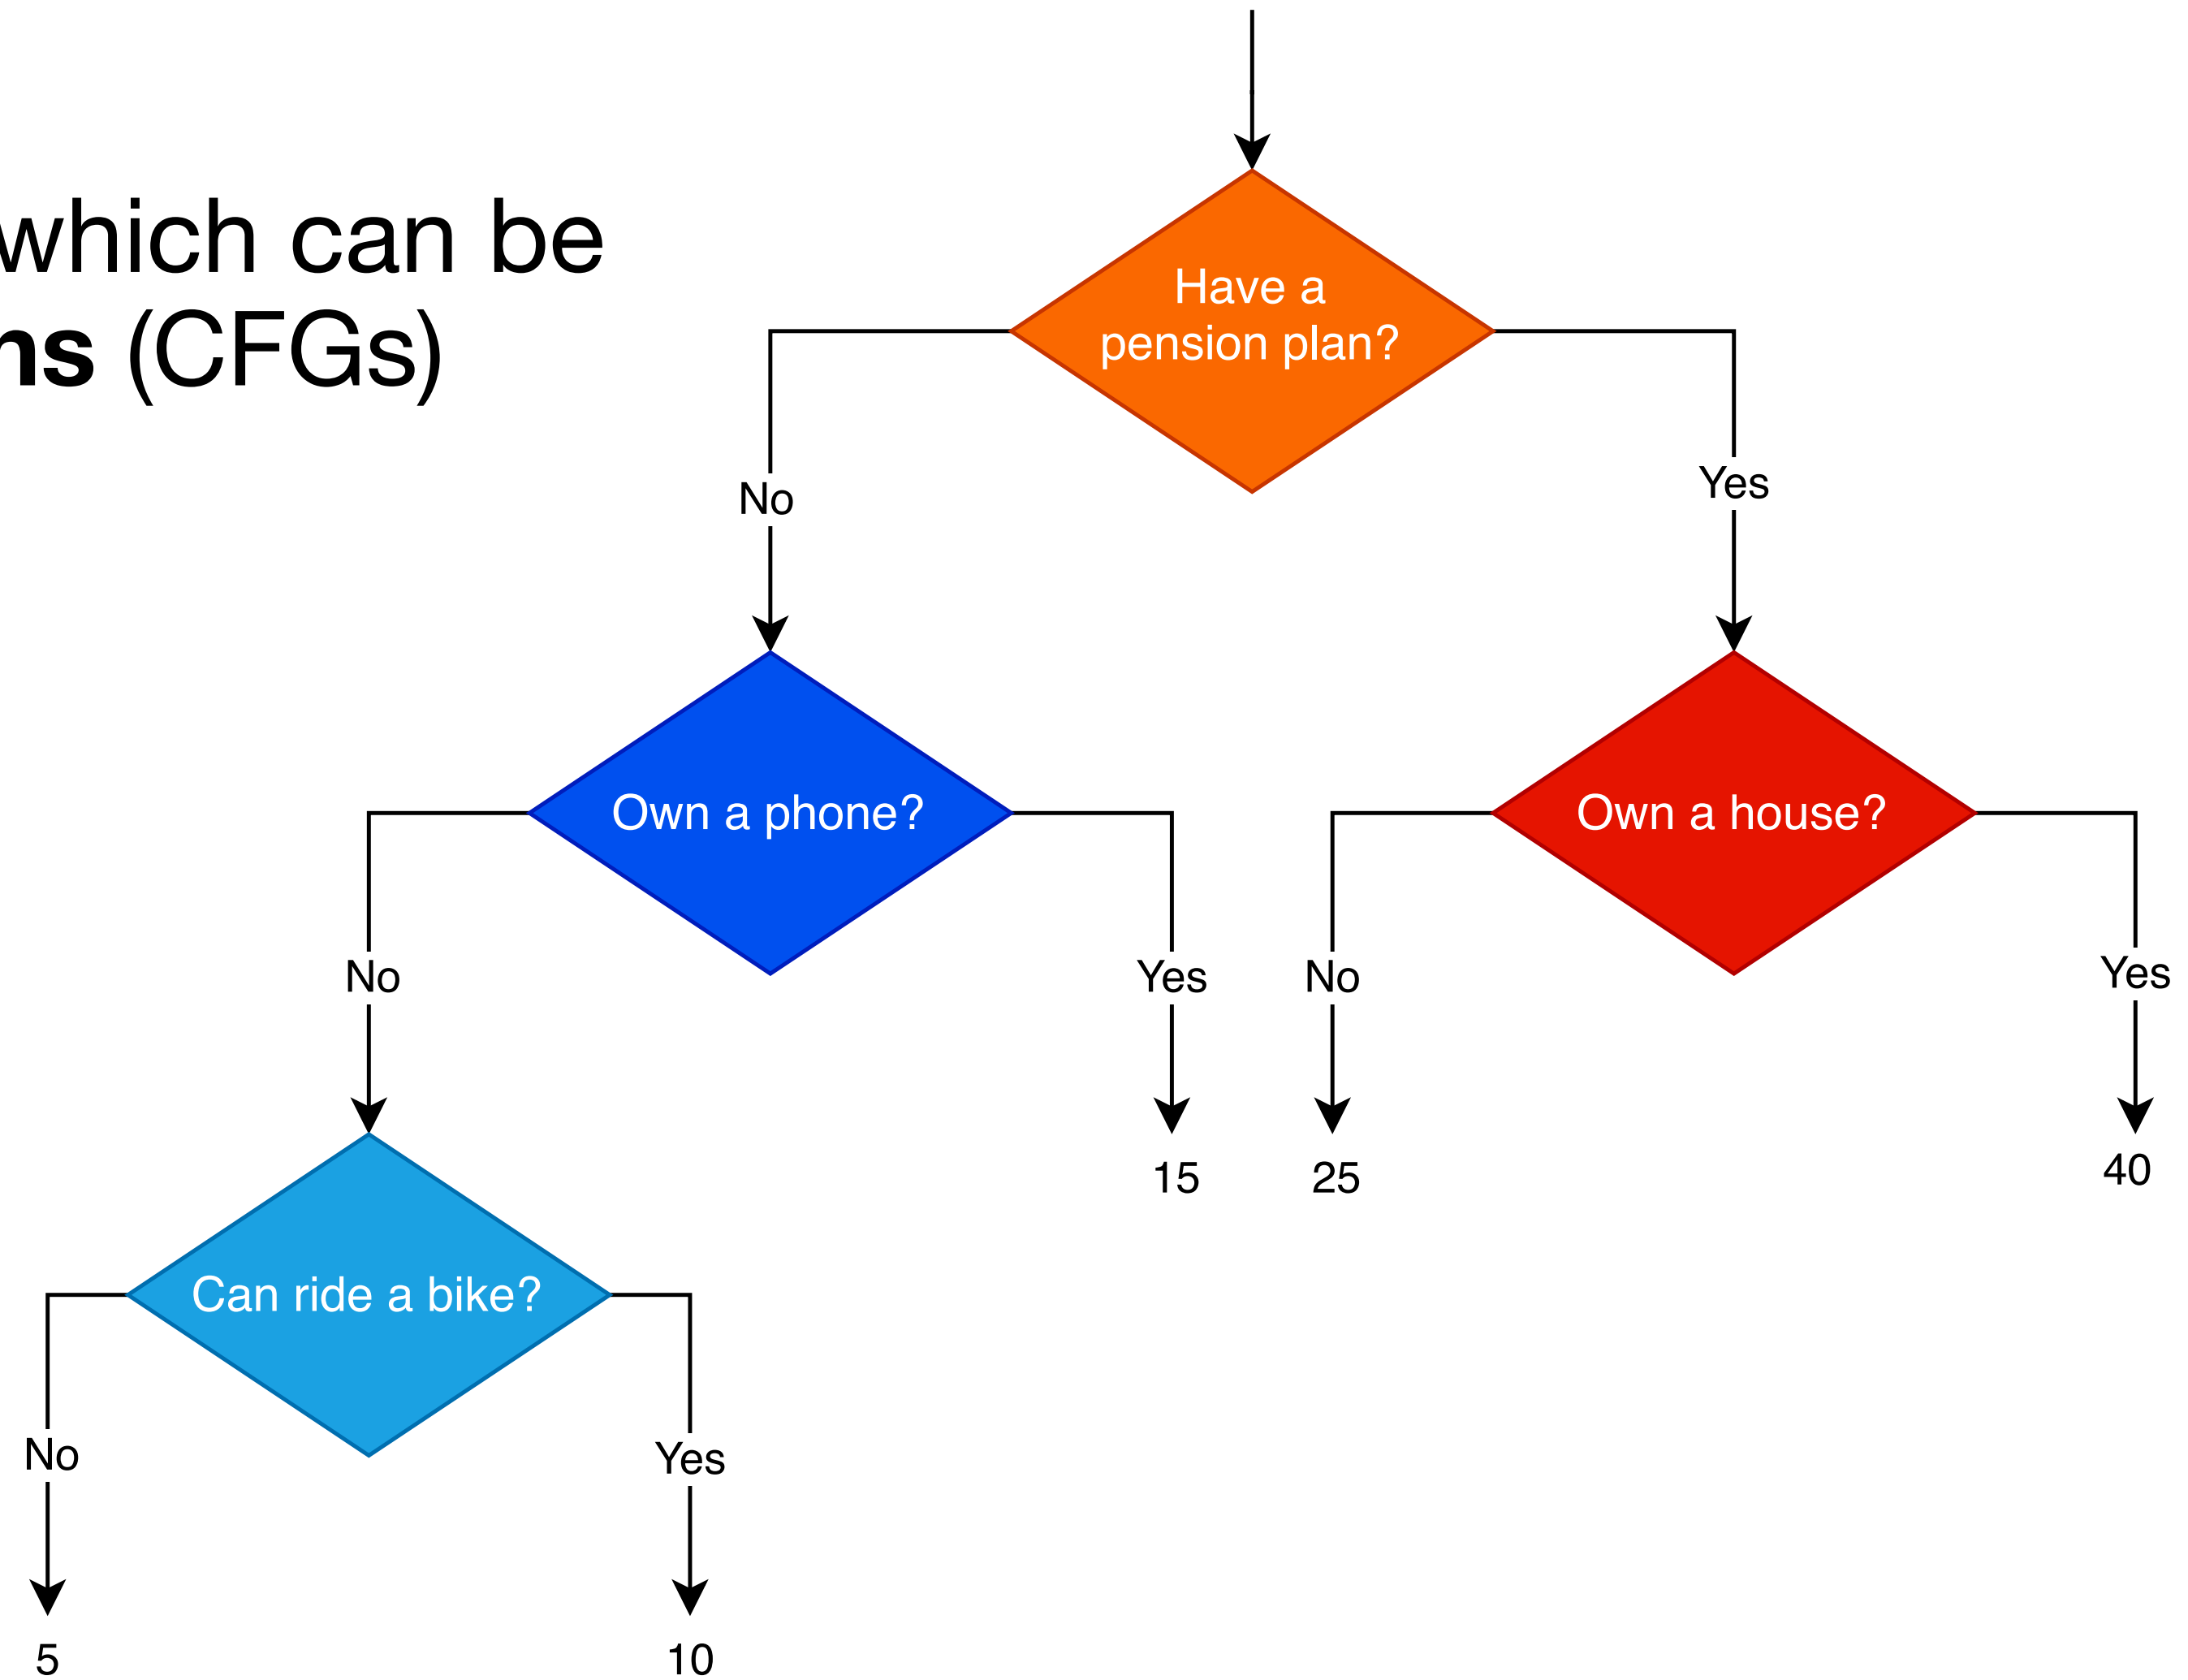 which can be
ns (CFGs)
Have a
pension plan?
No
Yes
Own a phone?
Own a house?
No
Yes
No
Yes
15
25
40
Can ride a bike?
No
Yes
5
10